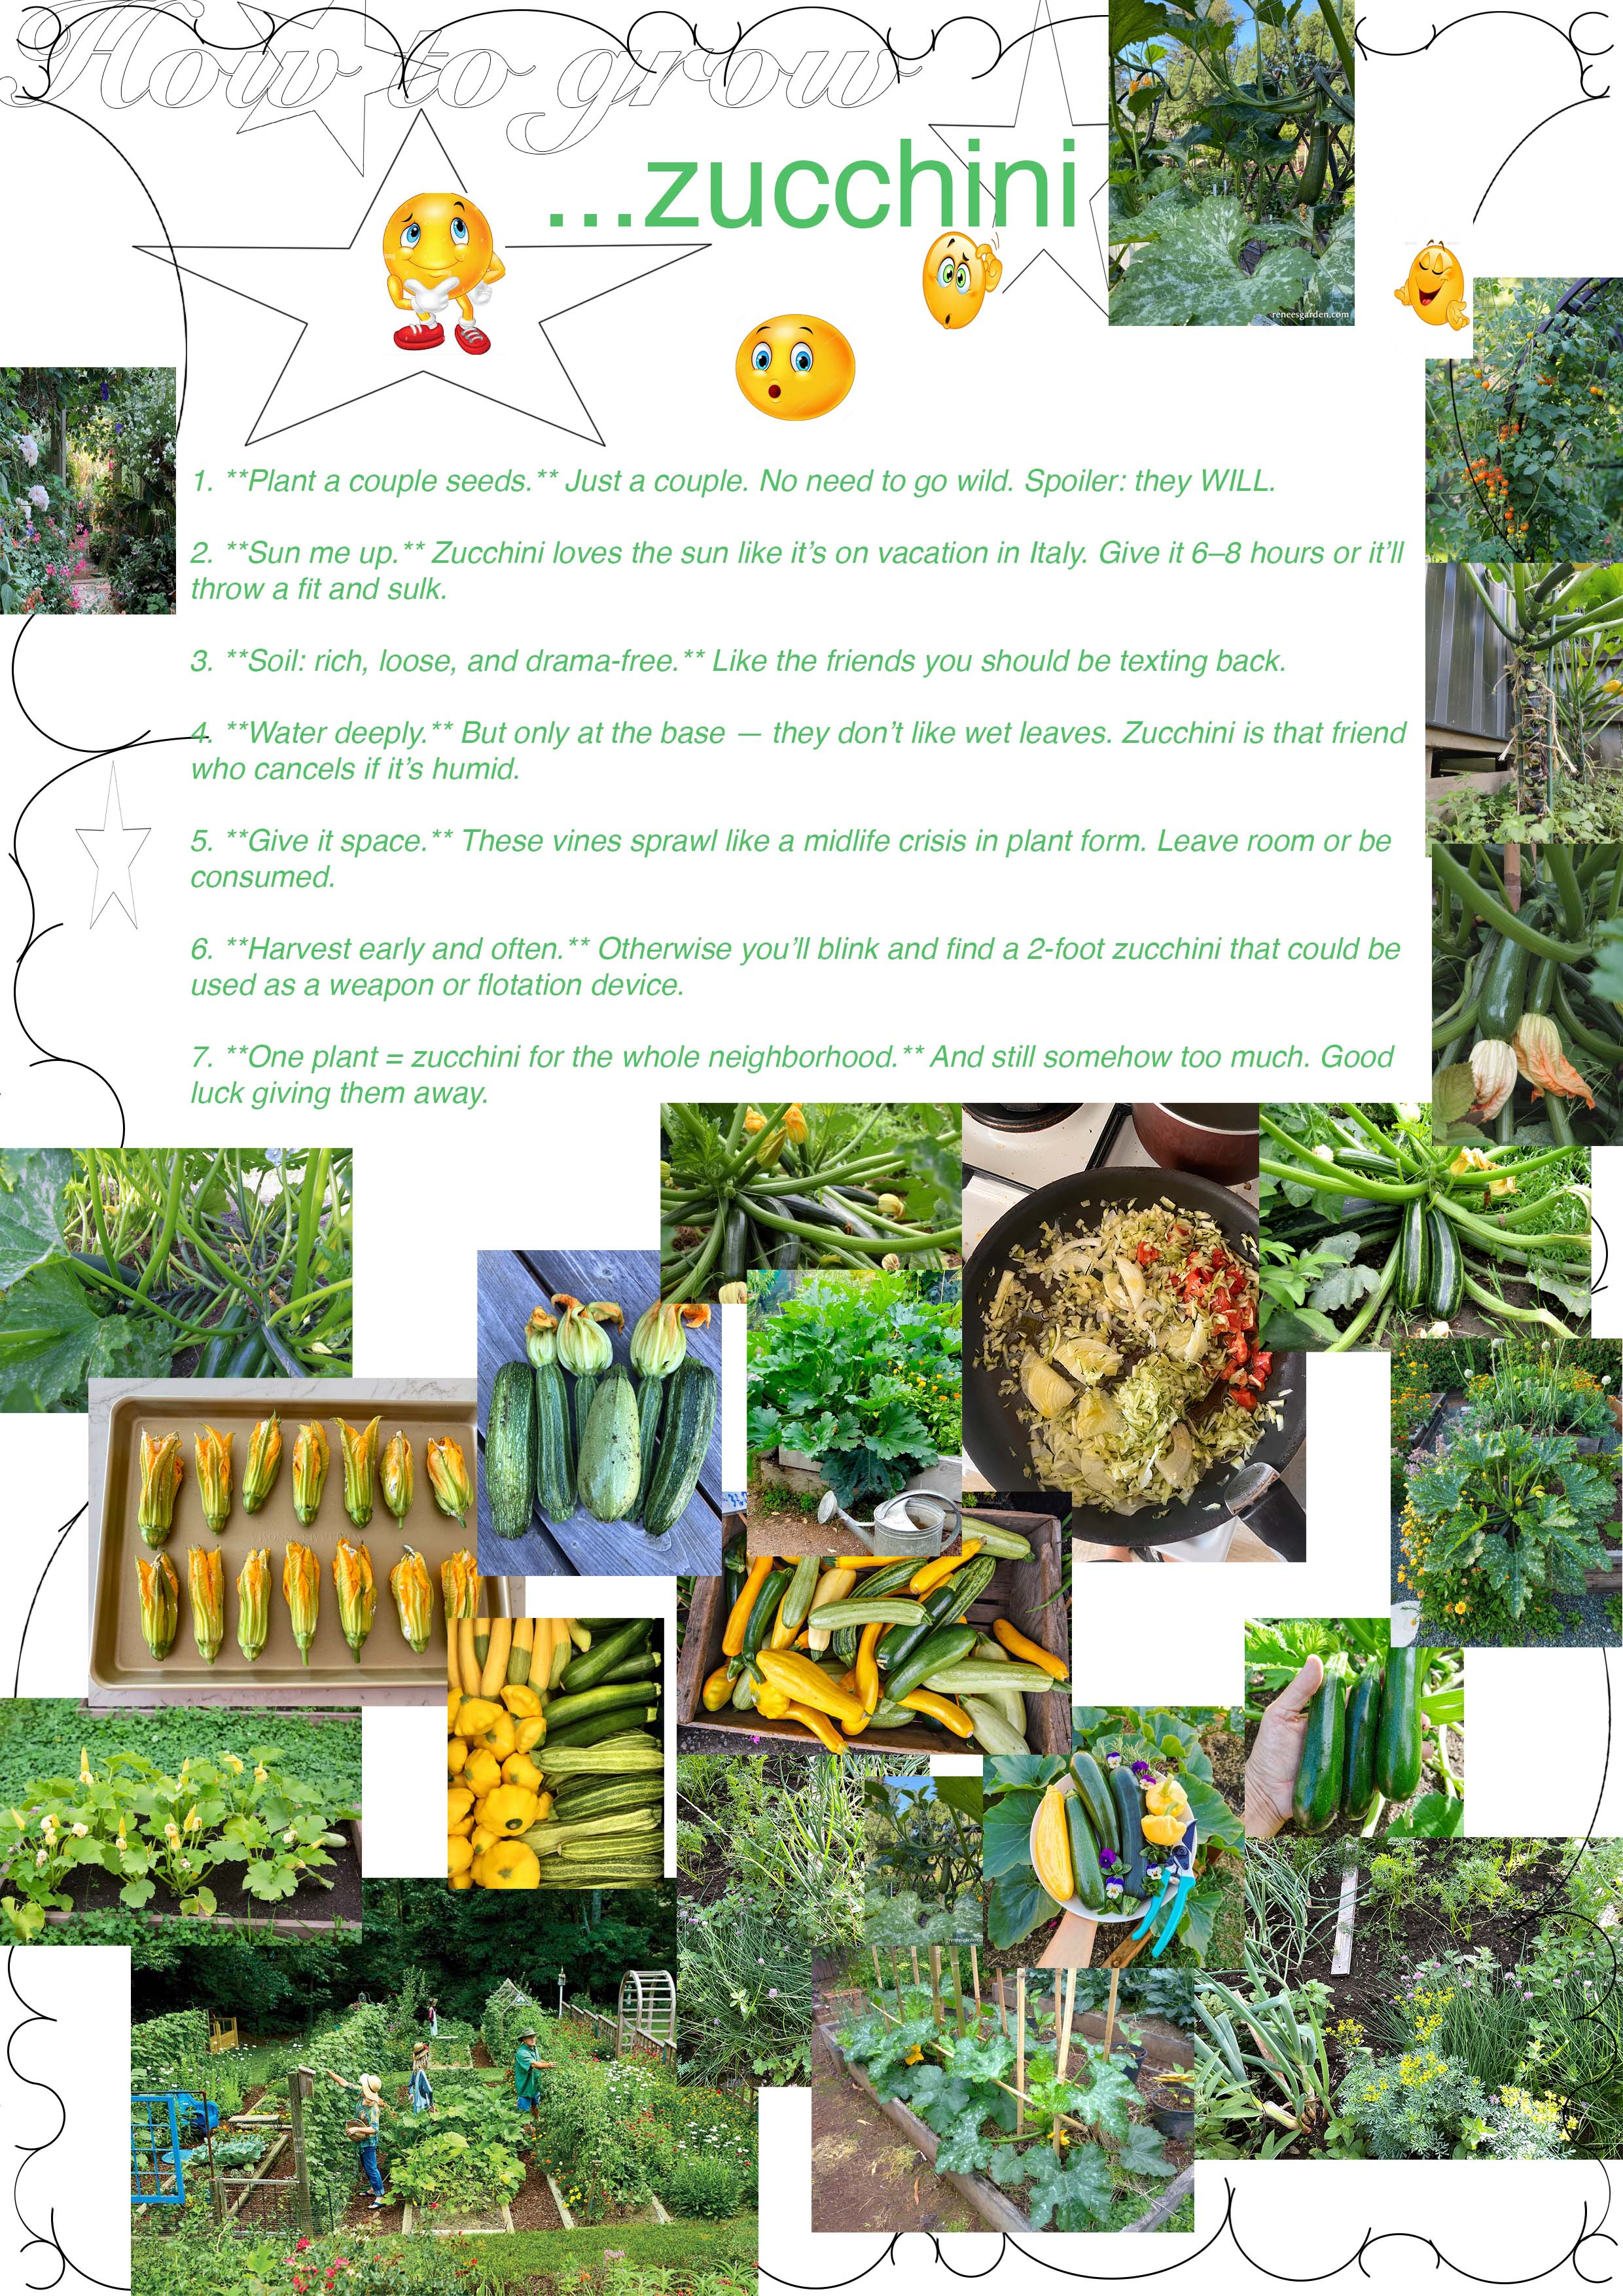 How to grow
...zucchini
reneesgarden.com
1. **Plant a couple seeds.** Just a couple. No need to go wild. Spoiler: they WILL.
2. **Sun me up.** Zucchini loves the sun like it’s on vacation in Italy. Give it 6–8 hours or it’ll
throw a fit and sulk.
3. **Soil: rich, loose, and drama-free.** Like the friends you should be texting back.
4. **Water deeply.** But only at the base — they don’t like wet leaves. Zucchini is that friend
who cancels if it’s humid.
5. **Give it space.** These vines sprawl like a midlife crisis in plant form. Leave room or be
consumed.
6. **Harvest early and often.** Otherwise you’ll blink and find a 2-foot zucchini that could be
used as a weapon or flotation device.
7. **One plant = zucchini for the whole neighborhood.** And still somehow too much. Good
luck giving them away.